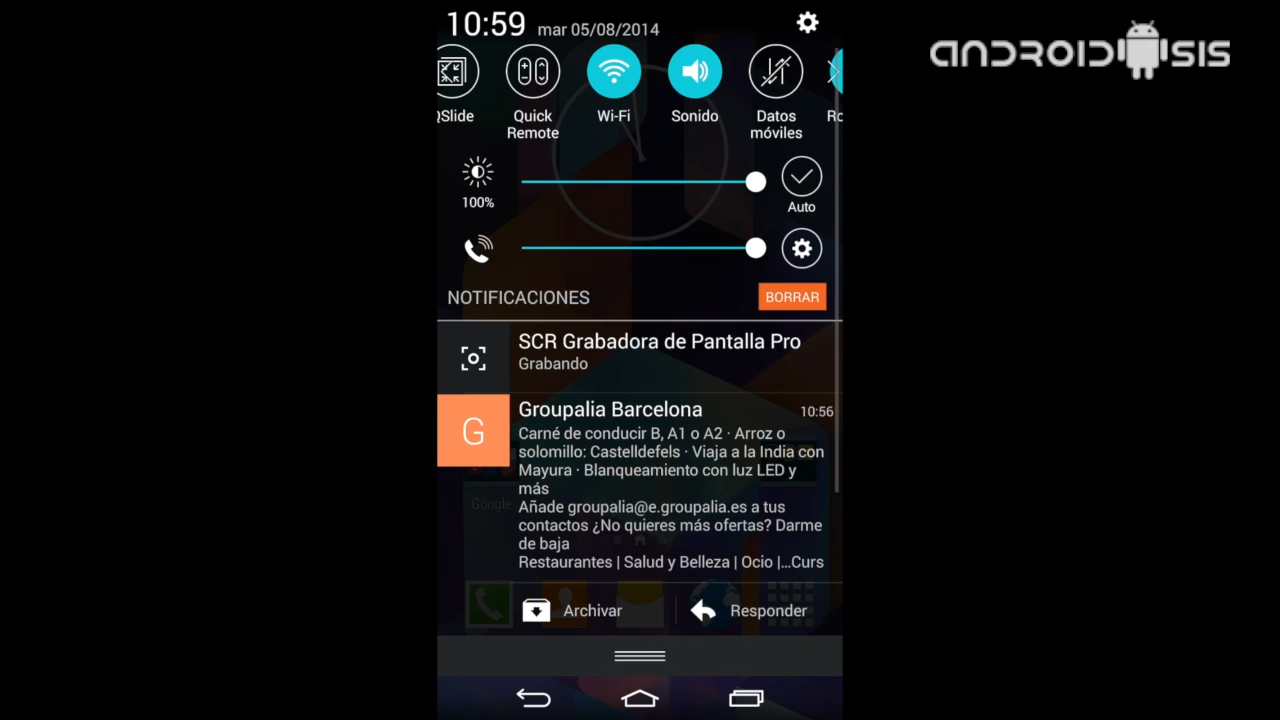 10:59 mar 05/08/2014
ANDROIDSIS
QSlide
Quick
Remote
Wi-Fi
Sonido
Datos
móviles
Ro
100%
Auto
NOTIFICACIONES
BORRAR
SCR Grabadora de Pantalla Pro
Grabando
G
Groupalia Barcelona 10:56
Carné de conducir B, A1 o A2 · Arroz o
solomillo: Castelldefels · Viaja a la India con
Mayura · Blanqueamiento con luz LED y
más
Añade groupalia@e.groupalia.es a tus
contactos ¿No quieres más ofertas? Darme
de baja
Restaurantes | Salud y Belleza | Ocio |...Curs
Google
Archivar
Responder